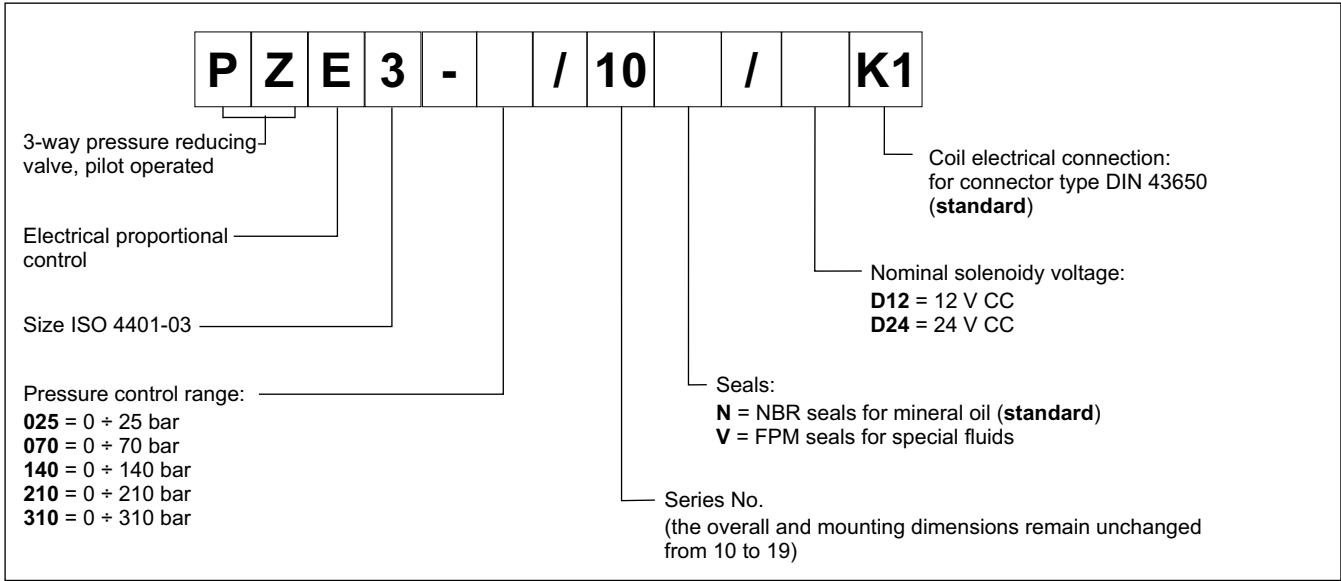 P Z E 3 - / 10 / K1
3-way pressure reducing
valve, pilot operated
Electrical proportional
control
Size ISO 4401-03
Pressure control range:
025 = 0 ÷ 25 bar
070 = 0 ÷ 70 bar
140 = 0 ÷ 140 bar
210 = 0 ÷ 210 bar
310 = 0 ÷ 310 bar
Coil electrical connection:
for connector type DIN 43650
(standard)
Nominal solenoidy voltage:
D12 = 12 V CC
D24 = 24 V CC
Seals:
N = NBR seals for mineral oil (standard)
V = FPM seals for special fluids
Series No.
(the overall and mounting dimensions remain unchanged
from 10 to 19)